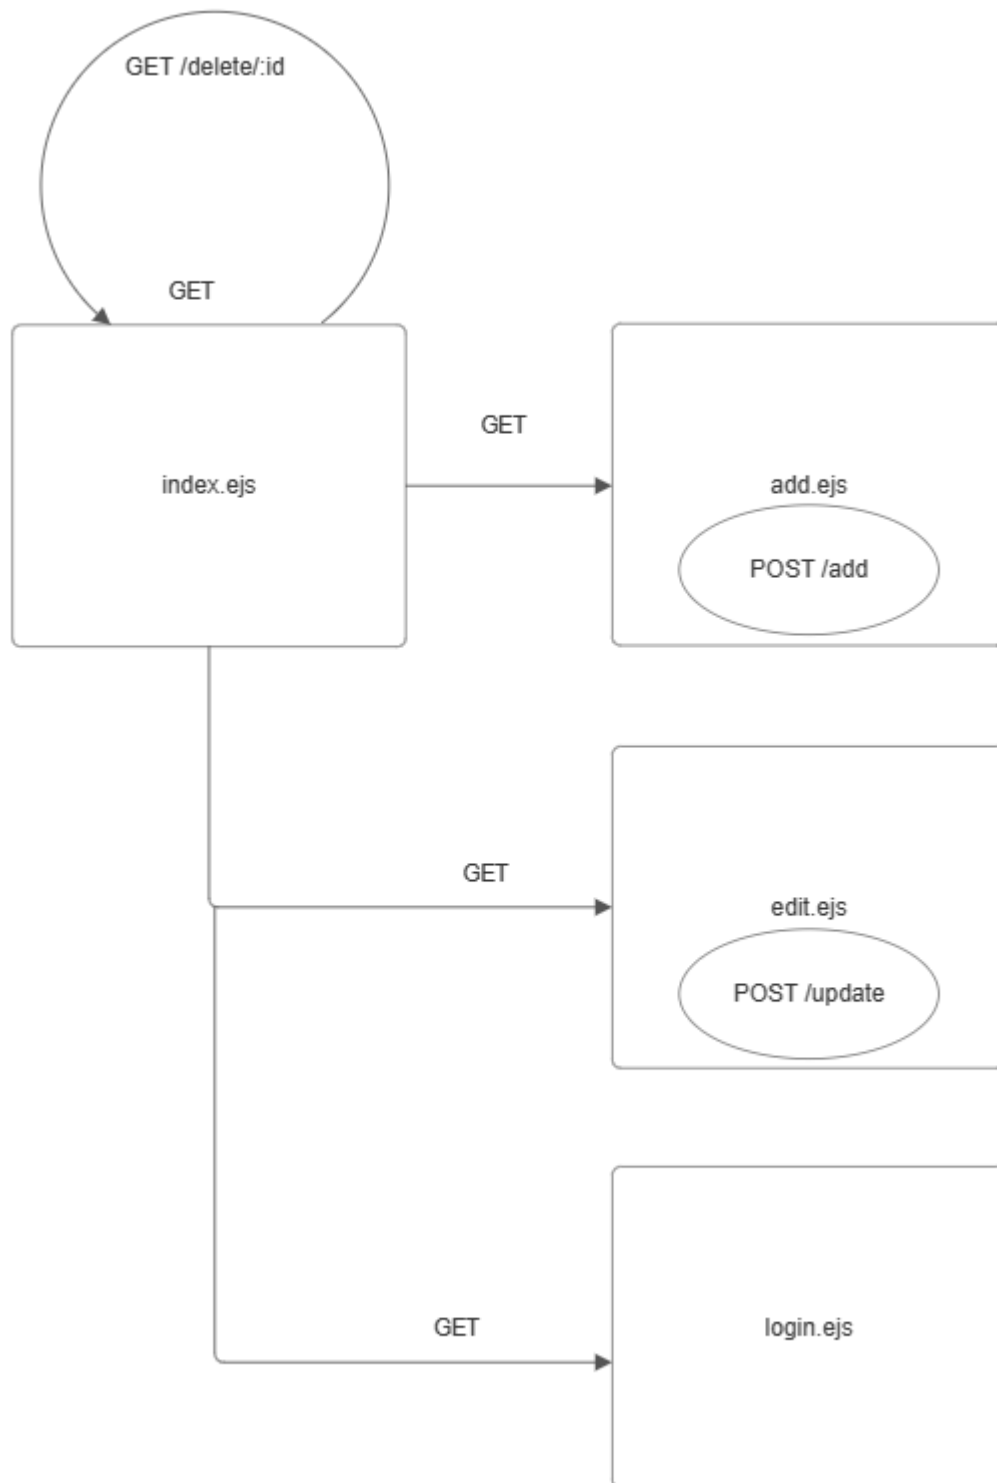 GET /delete/:id
GET
index.ejs
GET
add.ejs
POST /add
GET
edit.ejs
POST /update
GET
login.ejs